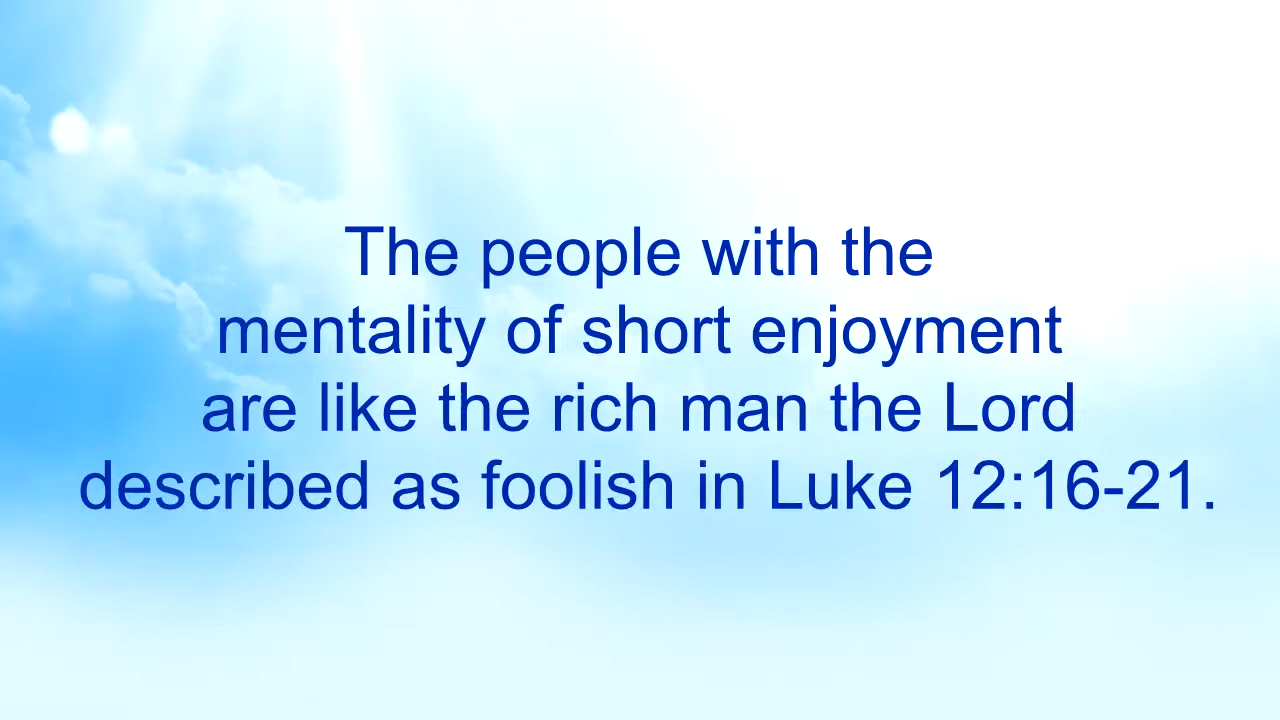 The people with the
mentality of short enjoyment
are like the rich man the Lord
described as foolish in Luke 12:16-21.